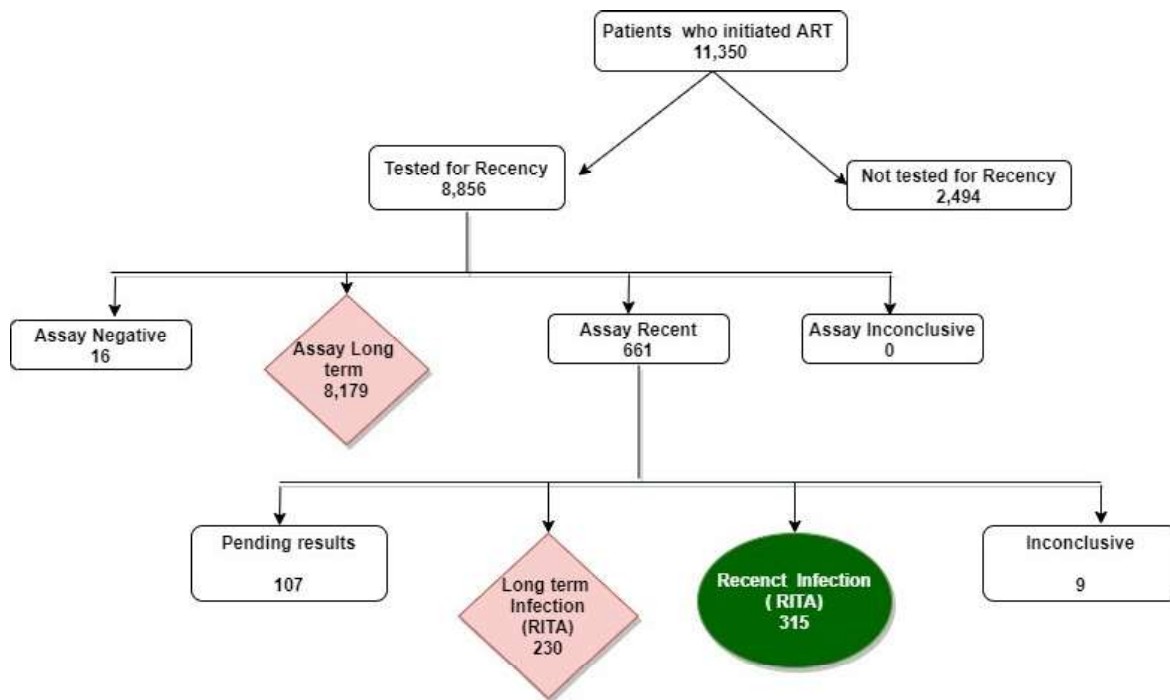 Patients who initiated ART
11,350
Tested for Recency
8,856
Not tested for Recency
2,494
Assay Negative
16
Assay Long
term
8,179
Assay Recent
661
Assay Inconclusive
0
Pending results
107
Long term
Infection
(RITA)
230
Recenct Infection
( RITA)
315
Inconclusive
9